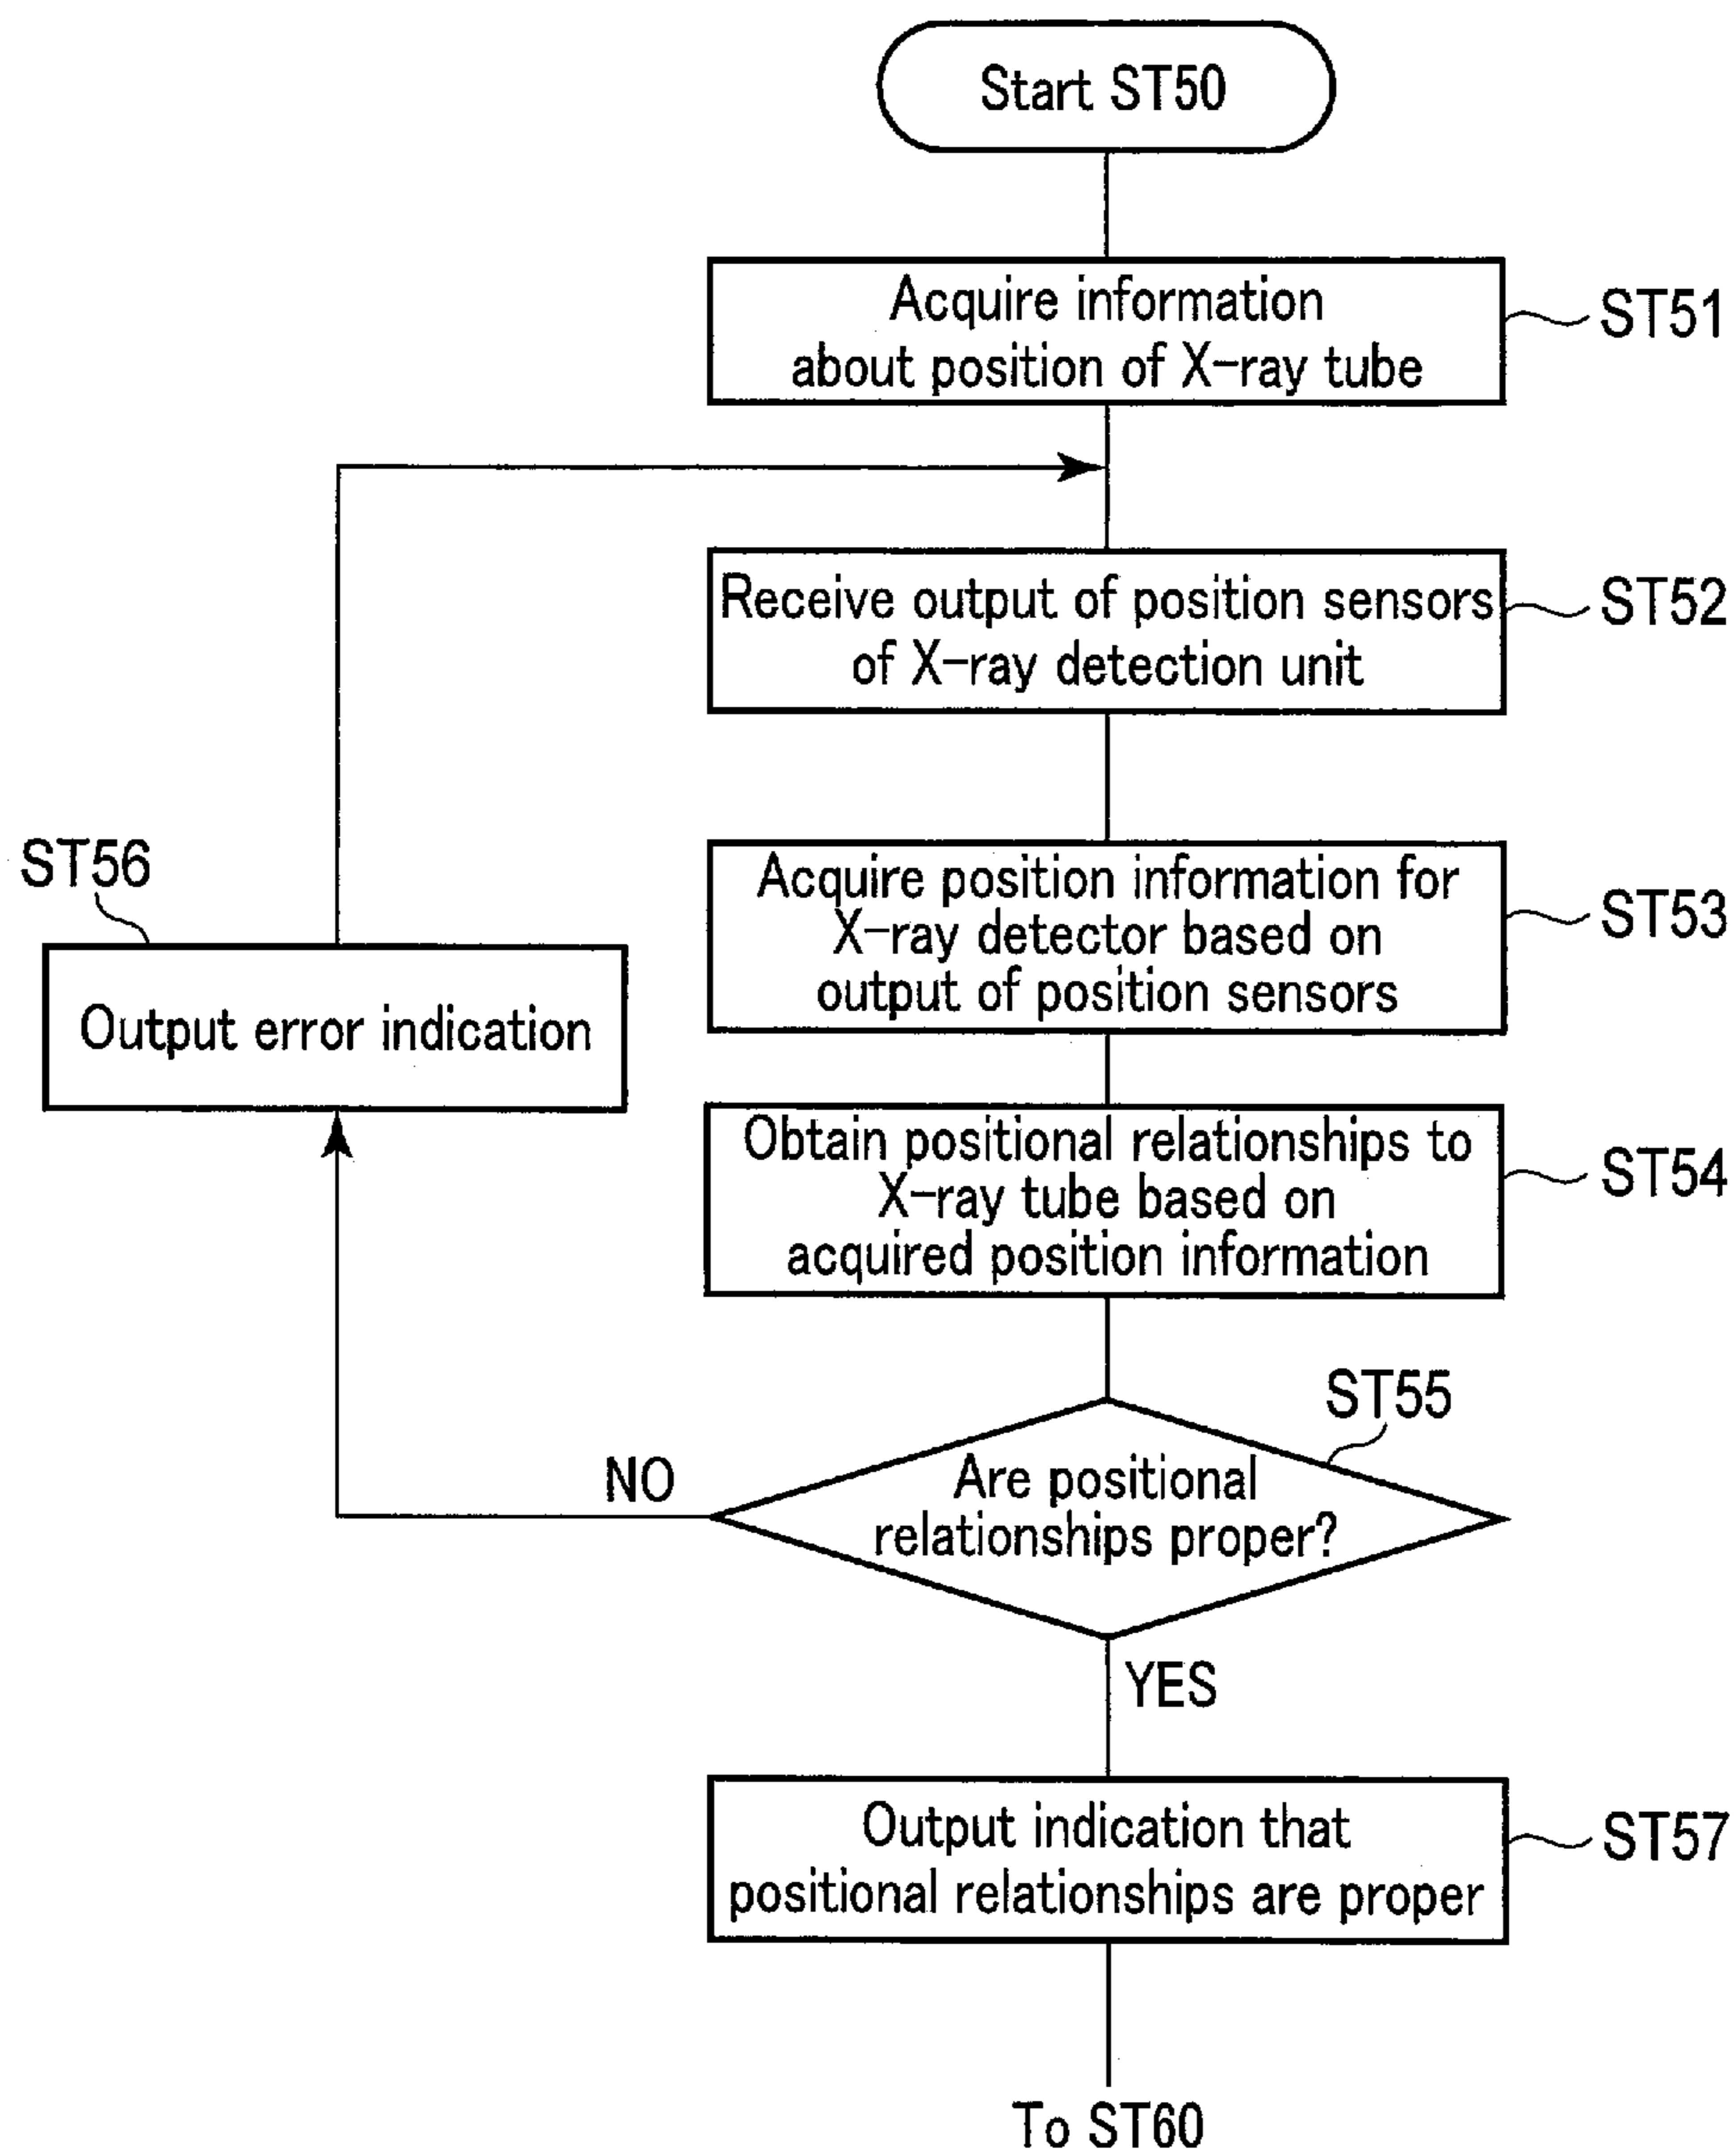 Start ST50
Acquire information
about position of X-ray tube
ST51
Receive output of position sensors
of X-ray detection unit
ST52
Acquire position information for
X-ray detector based on
output of position sensors
ST53
ST56
Output error indication
Obtain positional relationships to
X-ray tube based on
acquired position information
ST54
ST55
Are positional
relationships proper?
NO
YES
Output indication that
positional relationships are proper
ST57
To ST60